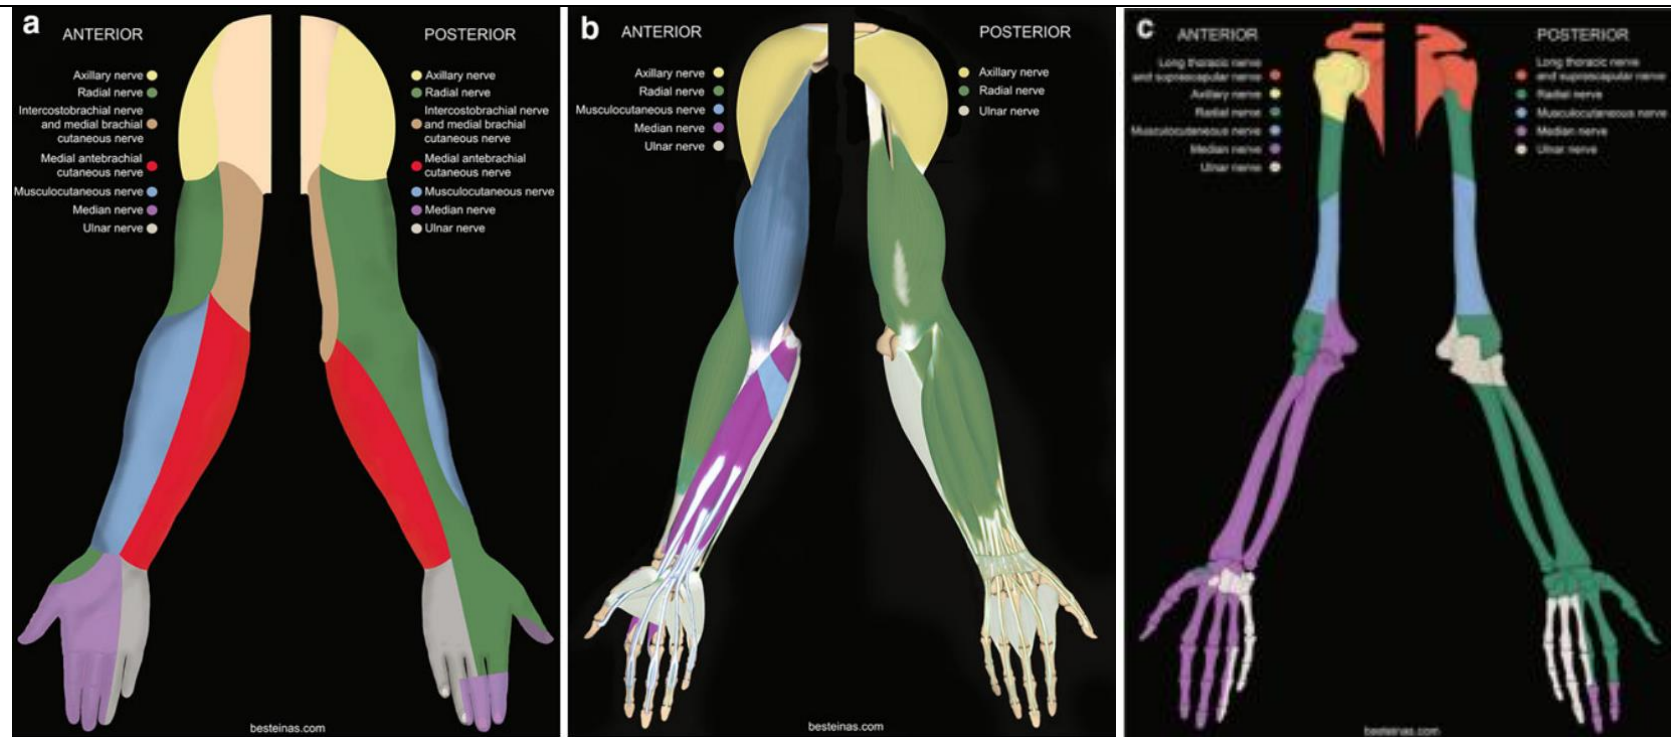 a
ANTERIOR
POSTERIOR
Axillary nerve
Radial nerve
Intercostobrachial nerve
and medial brachial
cutaneous nerve
Medial antebrachial
cutaneous nerve
Musculocutaneous nerve
Median nerve
Ulnar nerve
Axillary nerve
Radial nerve
Intercostobrachial nerve
and medial brachial
cutaneous nerve
Medial antebrachial
cutaneous nerve
Musculocutaneous nerve
Median nerve
Ulnar nerve
besteinas.com
b
ANTERIOR
POSTERIOR
Axillary nerve
Radial nerve
Musculocutaneous nerve
Median nerve
Ulnar nerve
Axillary nerve
Radial nerve
Ulnar nerve
besteinas.com
c
ANTERIOR
POSTERIOR
Long thoracic nerve
and suprascapular nerve
Axillary nerve
Radial nerve
Musculocutaneous nerve
Median nerve
Ulnar nerve
Long thoracic nerve
and suprascapular nerve
Radial nerve
Musculocutaneous nerve
Median nerve
Ulnar nerve
besteinas.com